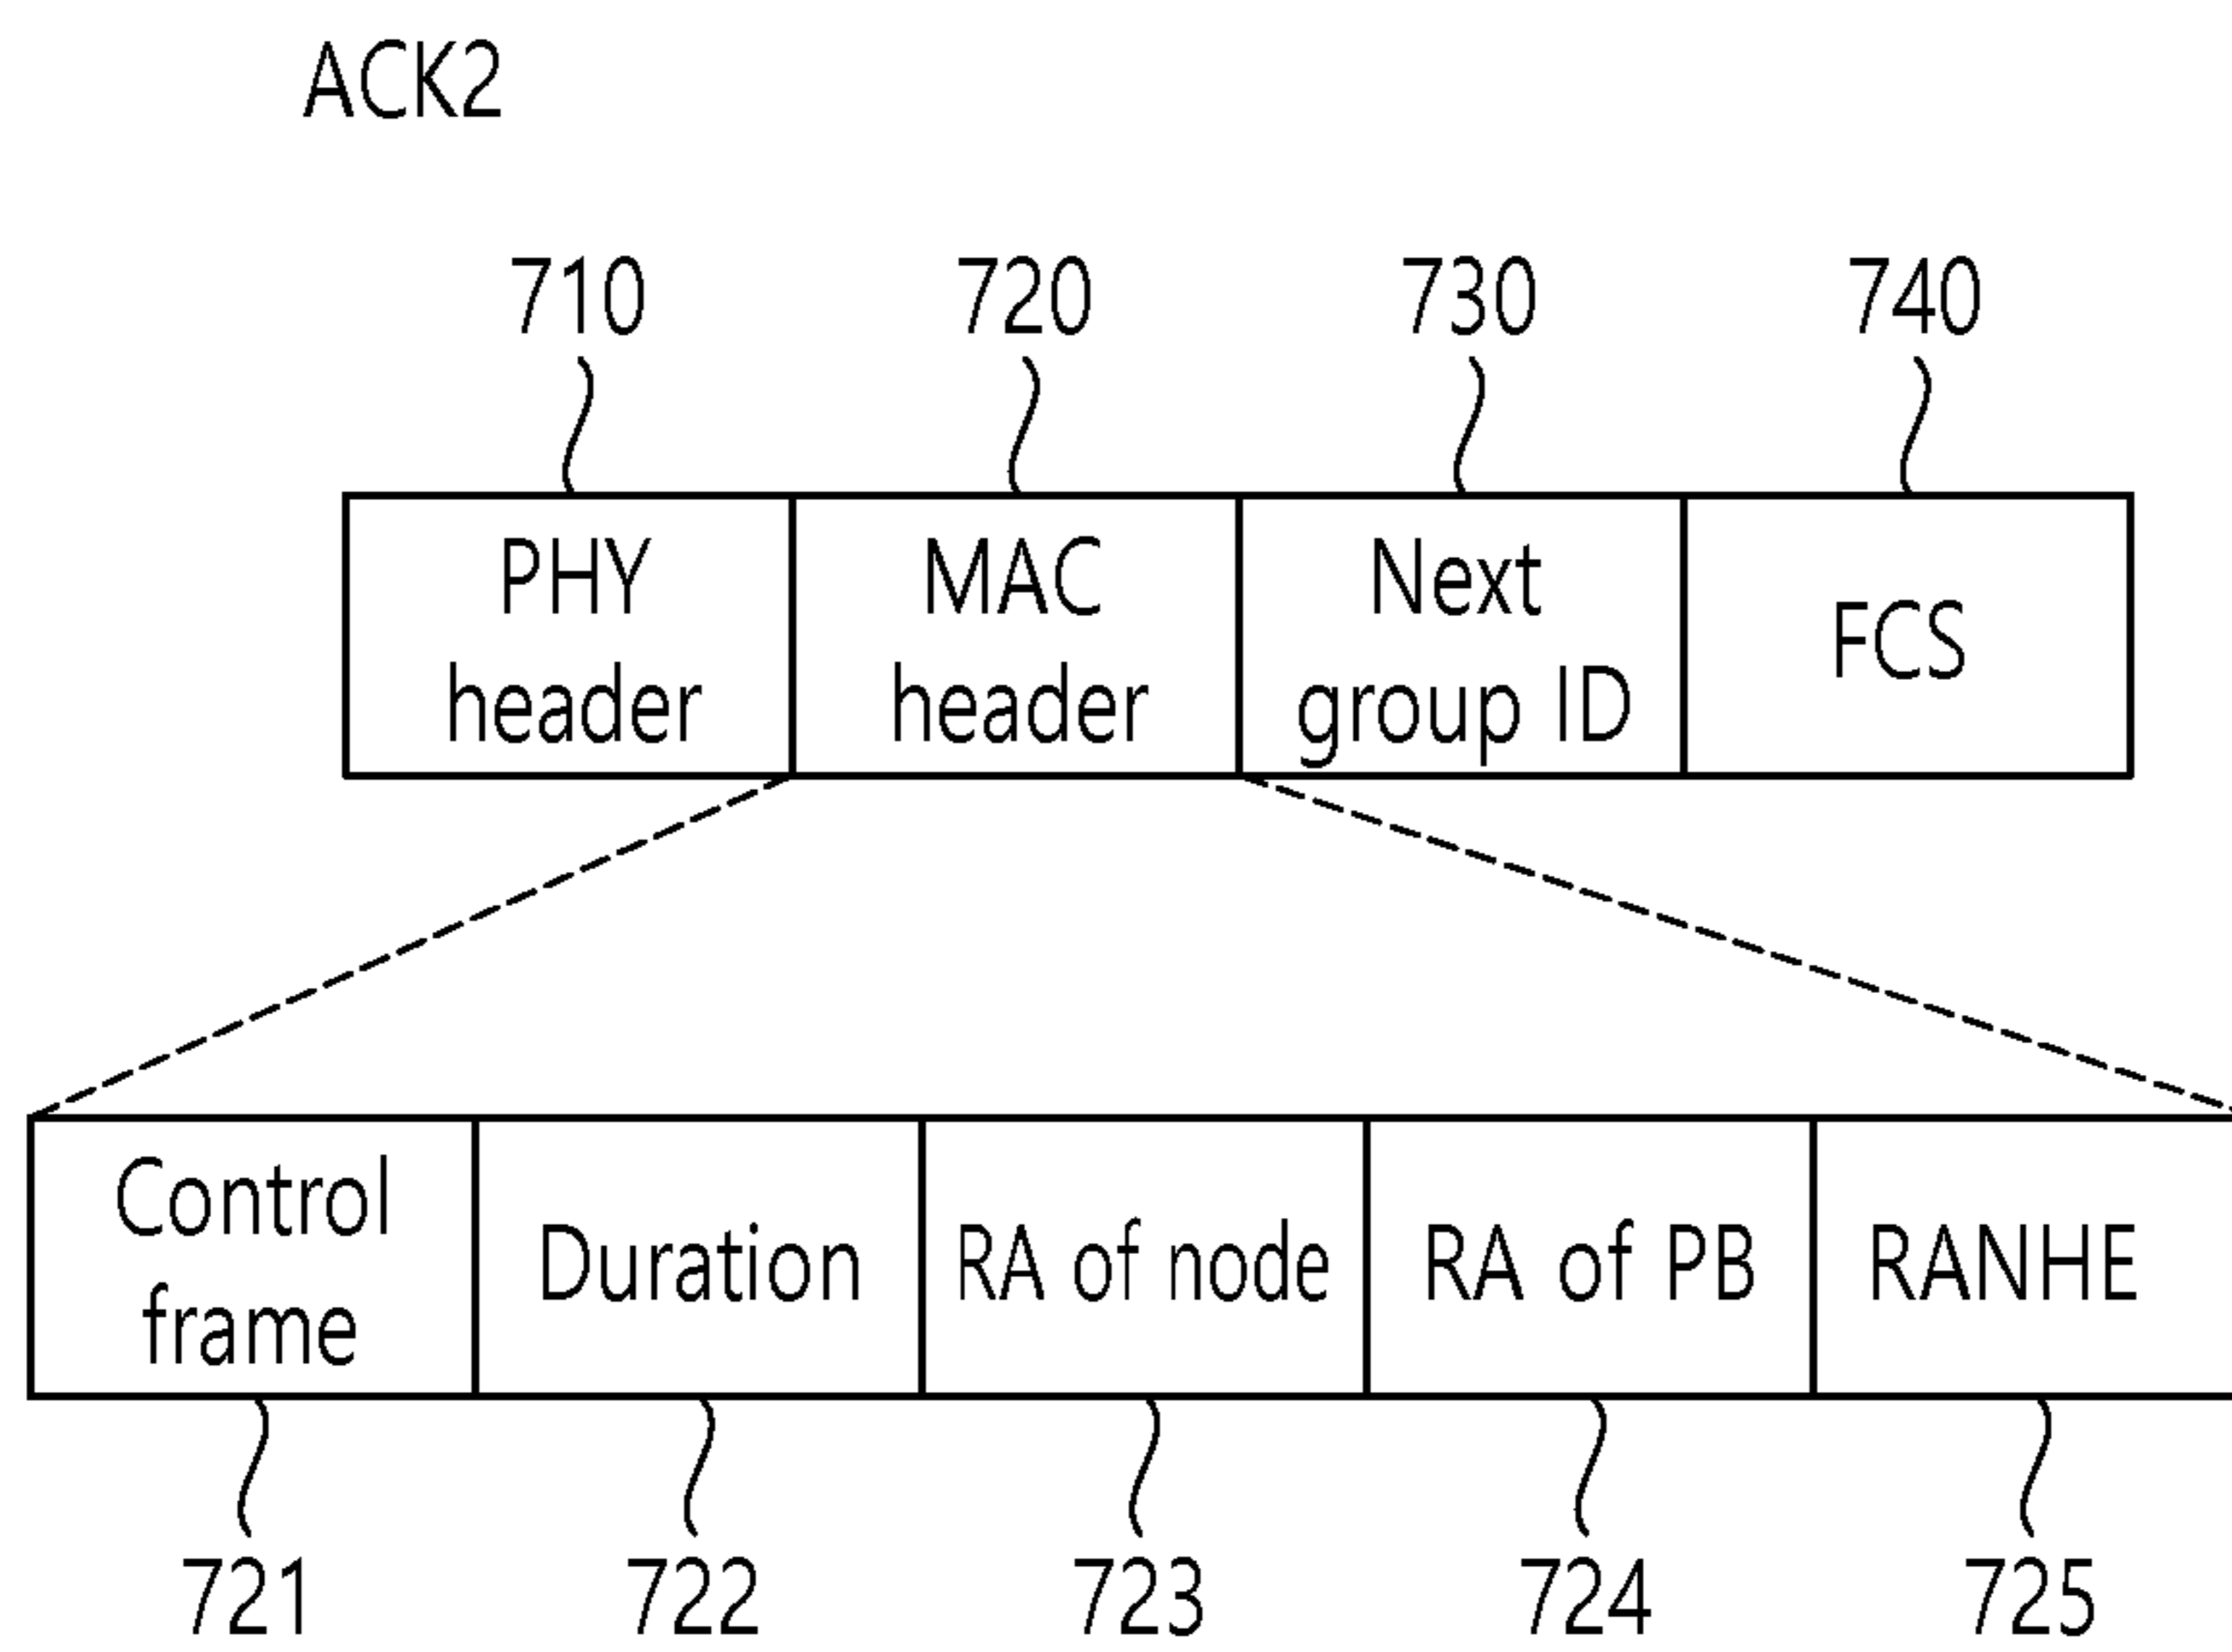 ACK2
710 720 730 740
PHY header
MAC header
Next group ID
FCS
Control frame
Duration
RA of node
RA of PB
RANHE
721 722 723 724 725